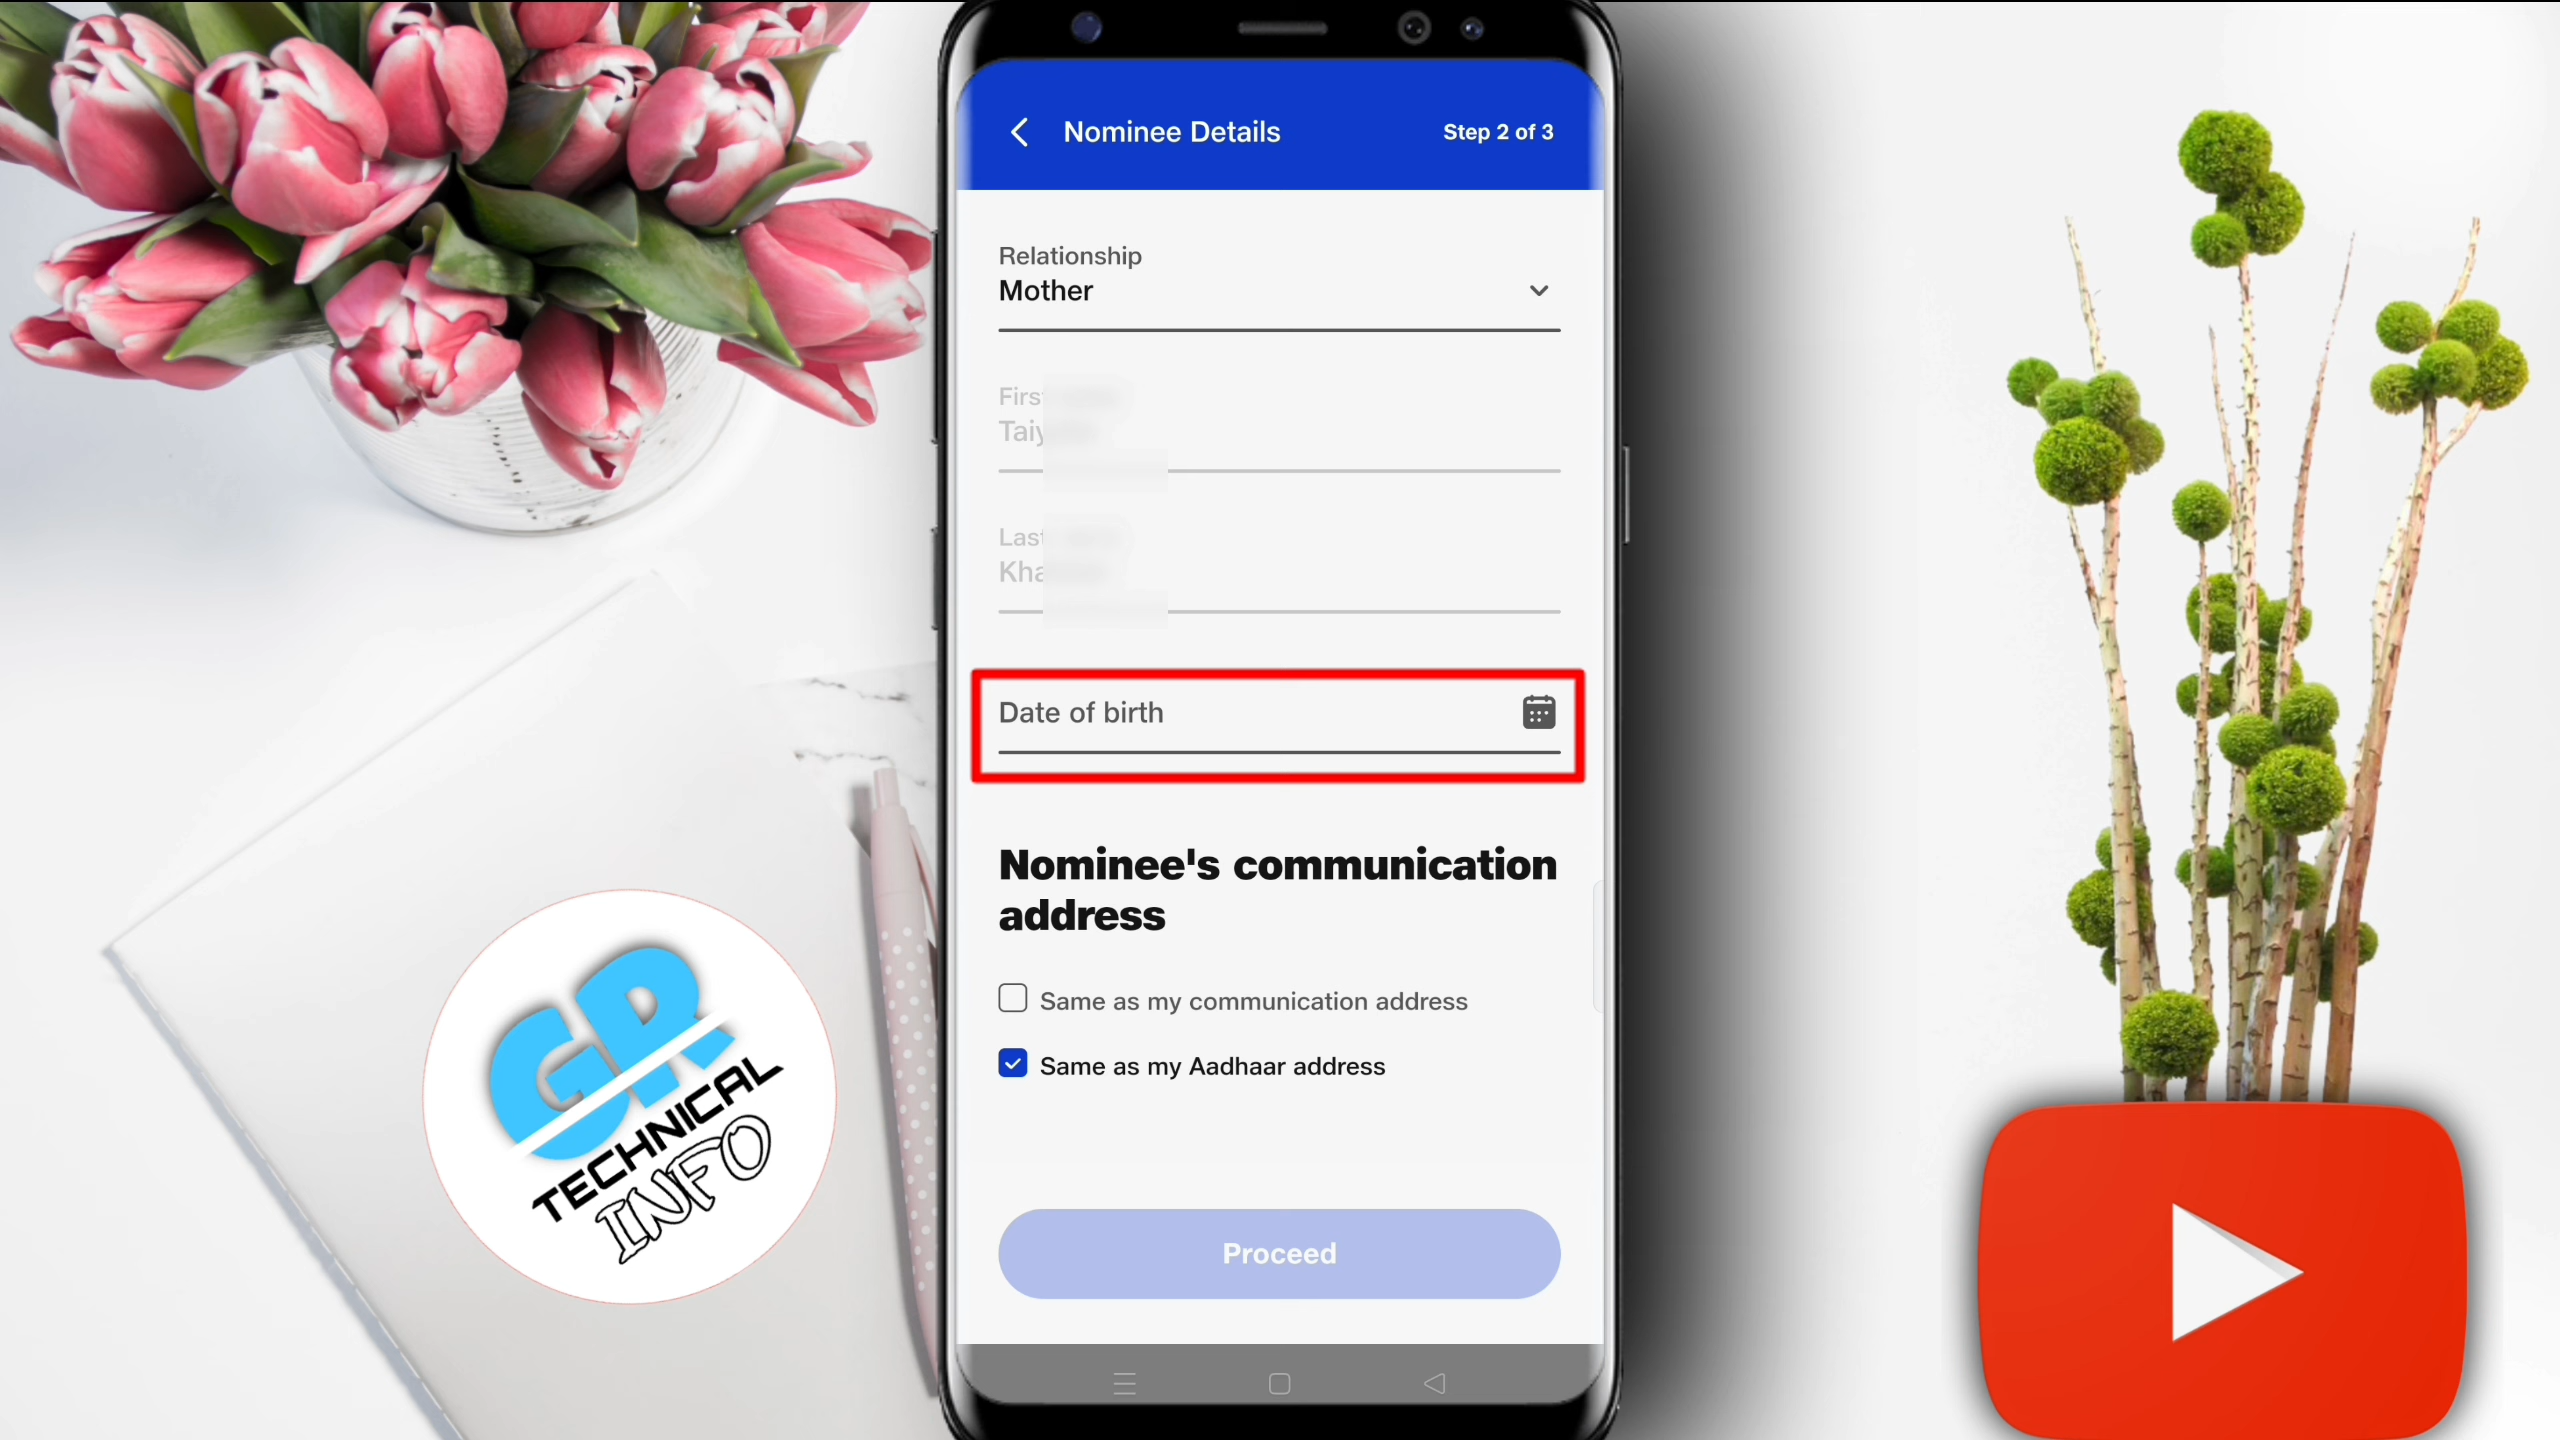 Nominee Details
Step 2 of 3
Relationship
Mother
Date of birth
Nominee's communication
address
Same as my communication address
Same as my Aadhaar address
Proceed
GR
TECHNICAL
INFO